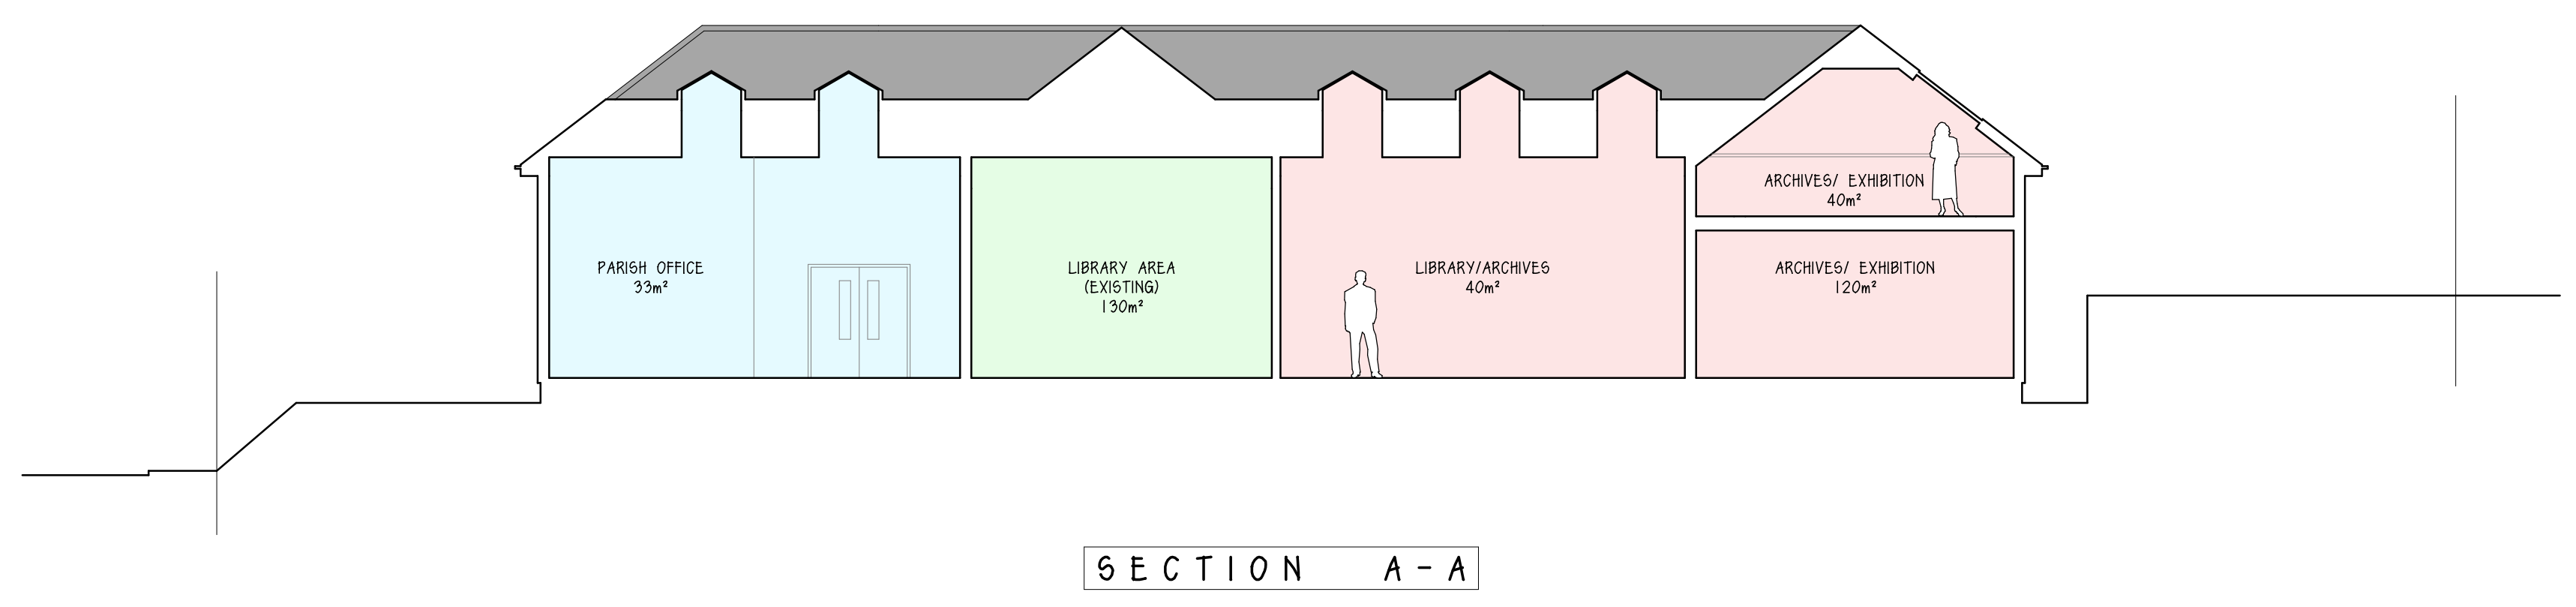 PARISH OFFICE
33m²
LIBRARY AREA
(EXISTING)
130m²
LIBRARY/ARCHIVES
40m²
ARCHIVES/ EXHIBITION
40m²
ARCHIVES/ EXHIBITION
120m²
SECTION A-A